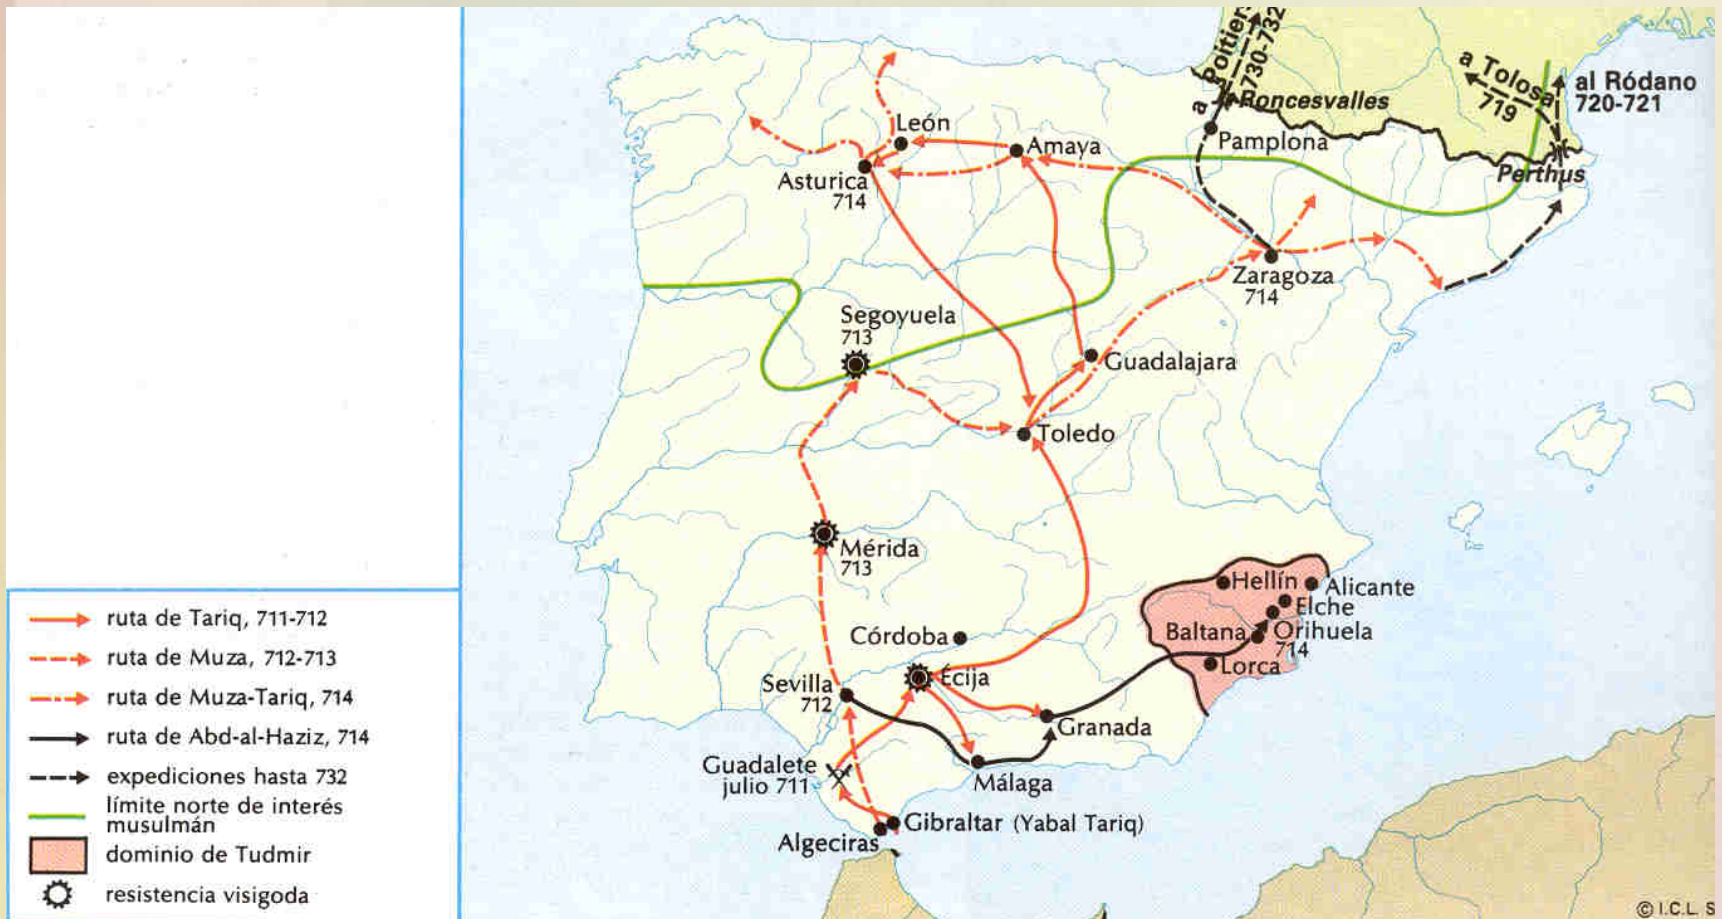 a Poitiers
730-732
a Tolosa
719
al Ródano
720-721
Roncesvalles
Pamplona
Perthus
León
Amaya
Asturica
714
Zaragoza
714
Segoyuela
713
Guadalajara
Toledo
Mérida
713
Hellín
Alicante
Elche
Baltana
Orihuela
714
Lorca
Córdoba
Écija
Sevilla
712
Granada
Guadalete
julio 711
Málaga
Gibraltar (Yabal Tariq)
Algeciras
ruta de Tariq, 711-712
ruta de Muza, 712-713
ruta de Muza-Tariq, 714
ruta de Abd-al-Haziz, 714
expediciones hasta 732
límite norte de interés
musulmán
dominio de Tudmir
resistencia visigoda
© I.C.L. S